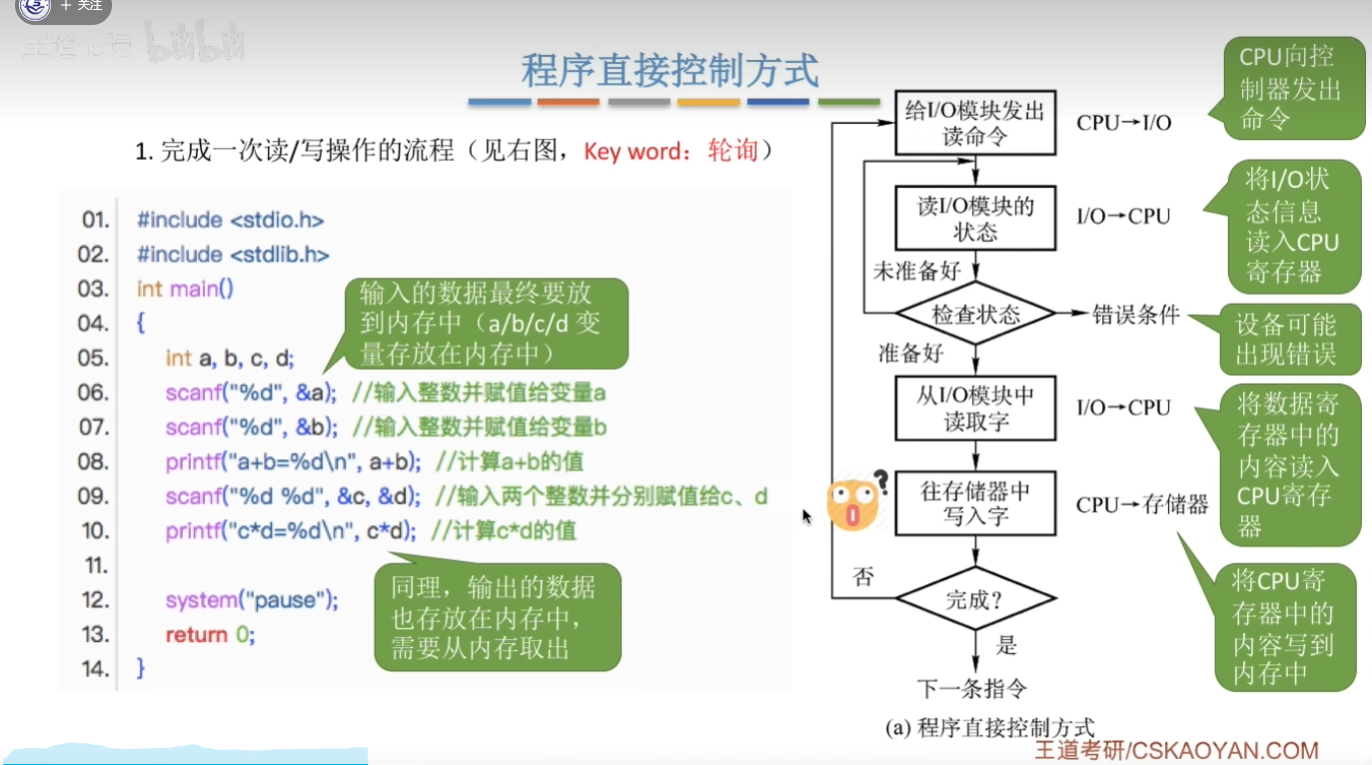 + 关注
王道论坛 bilibili
程序直接控制方式
1. 完成一次读/写操作的流程（见右图，Key word：轮询）
01. #include <stdio.h>
02. #include <stdlib.h>
03. int main()
04. {
05. int a, b, c, d;
06. scanf("%d", &a); //输入整数并赋值给变量a
07. scanf("%d", &b); //输入整数并赋值给变量b
08. printf("a+b=%d\n", a+b); //计算a+b的值
09. scanf("%d %d", &c, &d); //输入两个整数并分别赋值给c、d
10. printf("c*d=%d\n", c*d); //计算c*d的值
11.
12. system("pause");
13. return 0;
14. }
输入的数据最终要放
到内存中（a/b/c/d 变
量存放在内存中）
同理，输出的数据
也存放在内存中，
需要从内存取出
给I/O模块发出
读命令
CPU→I/O
CPU向控
制器发出
命令
读I/O模块的
状态
I/O→CPU
将I/O状
态信息
读入CPU
寄存器
未准备好
检查状态
错误条件
设备可能
出现错误
准备好
从I/O模块中
读取字
I/O→CPU
将数据寄
存器中的
内容读入
CPU寄存
器
往存储器中
写入字
CPU→存储器
将CPU寄
存器中的
内容写到
内存中
否
完成？
是
下一条指令
(a) 程序直接控制方式
王道考研/CSKAOYAN.COM